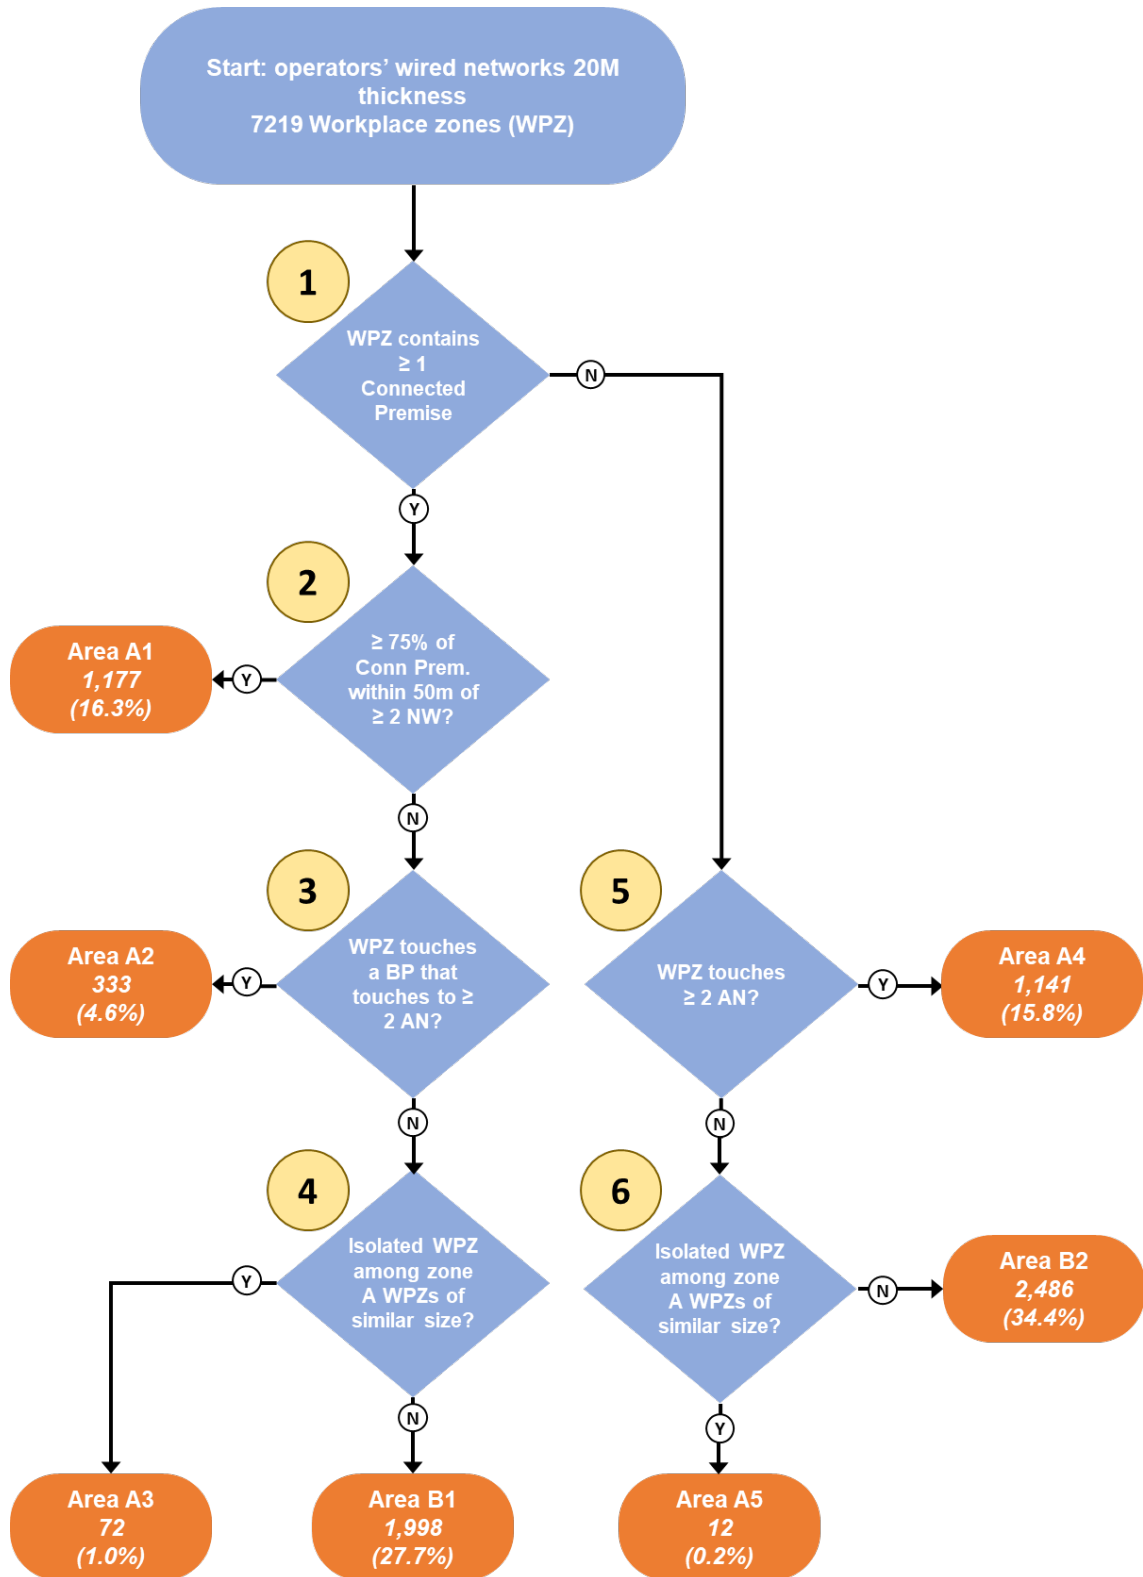 Start: operators' wired networks 20M
thickness
7219 Workplace zones (WPZ)
1
WPZ contains
≥ 1
Connected
Premise
N
Y
2
≥ 75% of
Conn Prem.
within 50m of
≥ 2 NW?
Y
Area A1
1,177
(16.3%)
N
3
WPZ touches
a BP that
touches to ≥
2 AN?
Y
Area A2
333
(4.6%)
N
5
WPZ touches
≥ 2 AN?
Y
Area A4
1,141
(15.8%)
N
4
Isolated WPZ
among zone
A WPZs of
similar size?
Y
N
6
Isolated WPZ
among zone
A WPZs of
similar size?
N
Area B2
2,486
(34.4%)
Y
Area A3
72
(1.0%)
Area B1
1,998
(27.7%)
Area A5
12
(0.2%)